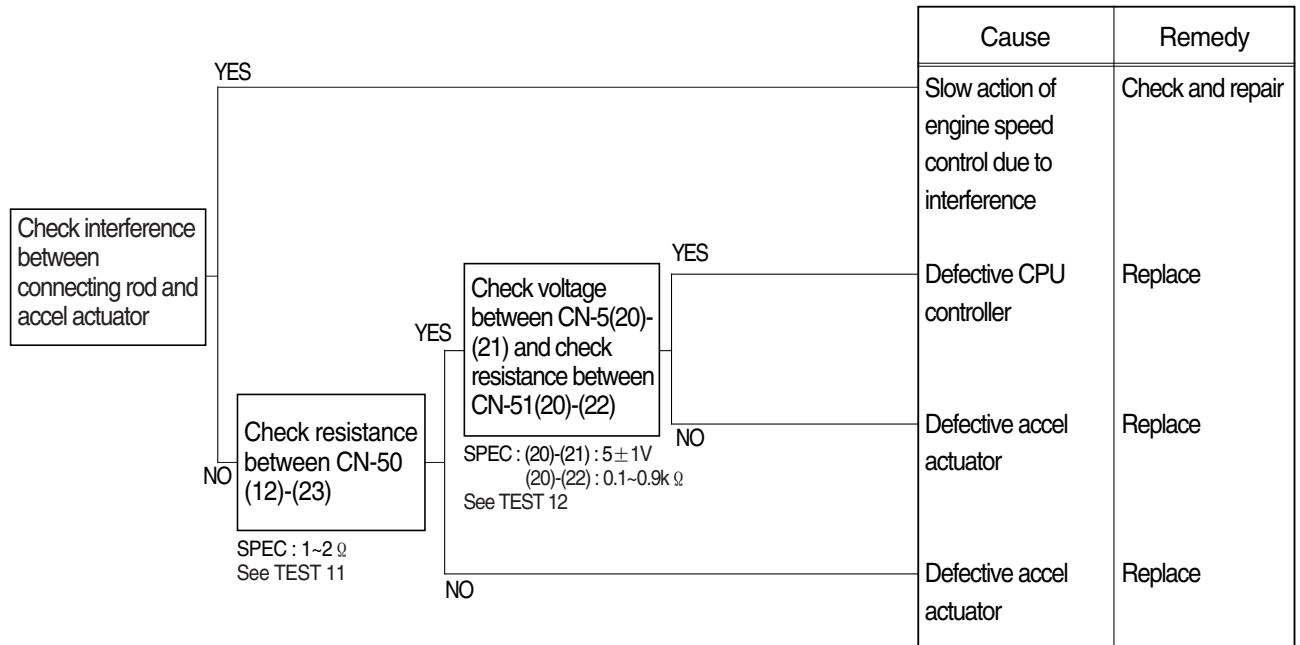 Cause
Remedy
YES
Slow action of
engine speed
control due to
interference
Check and repair
Check interference
between
connecting rod and
accel actuator
YES
Defective CPU
controller
Replace
Check voltage
between CN-5(20)-
(21) and check
resistance between
CN-51(20)-(22)
YES
NO
Defective accel
actuator
Replace
SPEC : (20)-(21) : 5±1V
(20)-(22) : 0.1~0.9k Ω
See TEST 12
NO
Check resistance
between CN-50
(12)-(23)
SPEC : 1~2 Ω
See TEST 11
NO
Defective accel
actuator
Replace